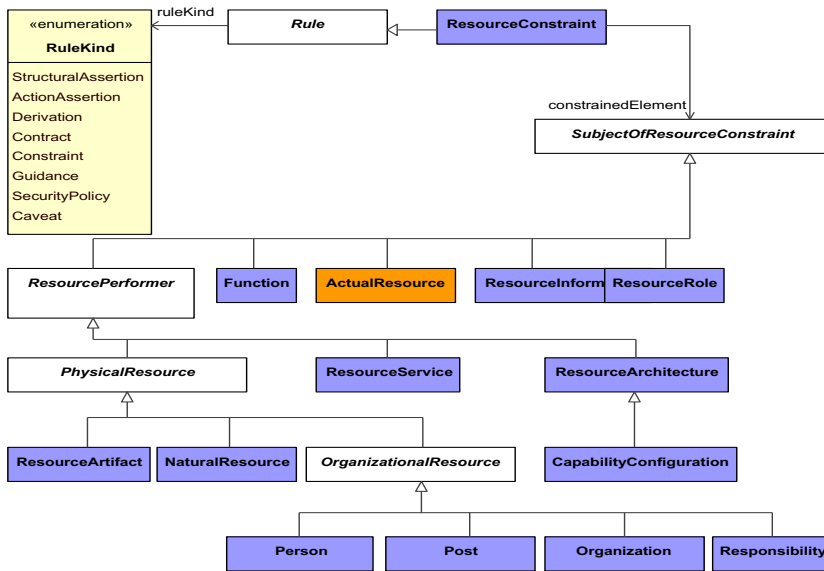 «enumeration»
RuleKind
StructuralAssertion
ActionAssertion
Derivation
Contract
Constraint
Guidance
SecurityPolicy
Caveat
ruleKind
Rule
ResourceConstraint
constrainedElement
SubjectOfResourceConstraint
ResourcePerformer
Function
ActualResource
ResourceInform
ResourceRole
PhysicalResource
ResourceService
ResourceArchitecture
ResourceArtifact
NaturalResource
OrganizationalResource
CapabilityConfiguration
Person
Post
Organization
Responsibility